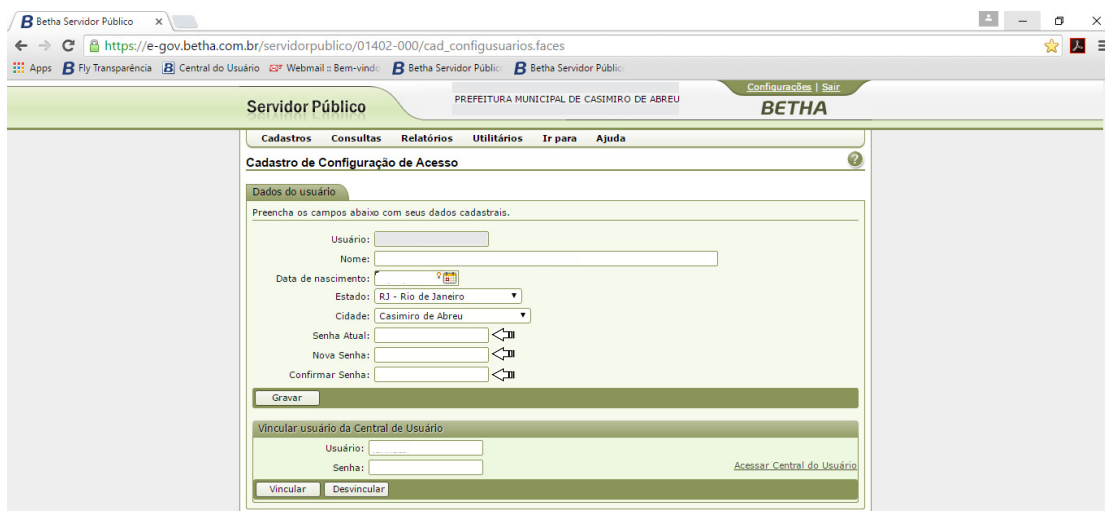 B Betha Servidor Público
https://e-gov.betha.com.br/servidorpublico/01402-000/cad_configusuarios.faces
Apps B Fly Transparência B Central do Usuário Webmail :: Bem-vindo B Betha Servidor Públic B Betha Servidor Públic
Configurações | Sair
Servidor Público PREFEITURA MUNICIPAL DE CASIMIRO DE ABREU BETHA
Cadastros Consultas Relatórios Utilitários Ir para Ajuda
Cadastro de Configuração de Acesso ?
Dados do usuário
Preencha os campos abaixo com seus dados cadastrais.
Usuário:
Nome:
Data de nascimento:
Estado: RJ - Rio de Janeiro
Cidade: Casimiro de Abreu
Senha Atual:
Nova Senha:
Confirmar Senha:
Gravar
Vincular usuário da Central de Usuário
Usuário:
Senha: Acessar Central do Usuário
Vincular Desvincular